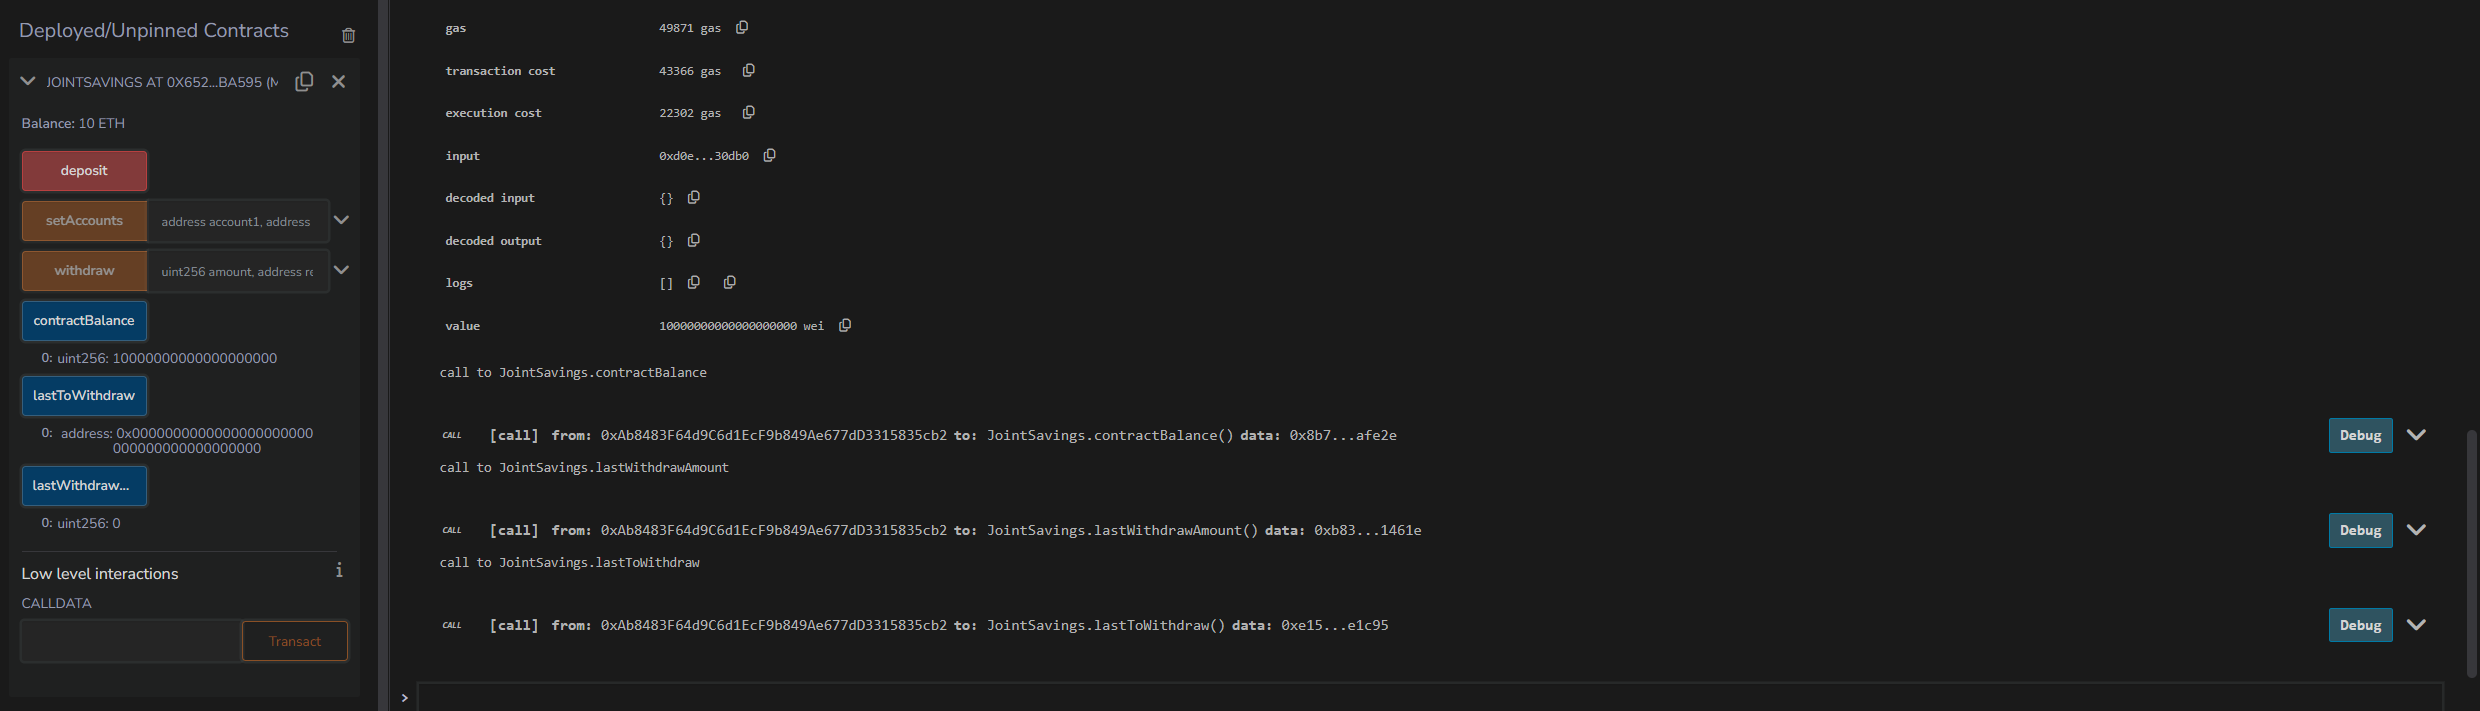 Deployed/Unpinned Contracts
JOINTSAVINGS AT 0X652...BA595 (M
Balance: 10 ETH
deposit
setAccounts address account1, address
withdraw uint256 amount, address re
contractBalance
0: uint256: 10000000000000000000
lastToWithdraw
0: address: 0x0000000000000000000000
000000000000000000
lastWithdraw...
0: uint256: 0
Low level interactions i
CALLDATA
Transact
gas 49871 gas
transaction cost 43366 gas
execution cost 22302 gas
input 0xd0e...30db0
decoded input {}
decoded output {}
logs []
value 10000000000000000000 wei
call to JointSavings.contractBalance
CALL [call] from: 0xAb8483F64d9C6d1EcF9b849Ae677dD3315835cb2 to: JointSavings.contractBalance() data: 0x8b7...afe2e Debug
call to JointSavings.lastWithdrawAmount
CALL [call] from: 0xAb8483F64d9C6d1EcF9b849Ae677dD3315835cb2 to: JointSavings.lastWithdrawAmount() data: 0xb83...1461e Debug
call to JointSavings.lastToWithdraw
CALL [call] from: 0xAb8483F64d9C6d1EcF9b849Ae677dD3315835cb2 to: JointSavings.lastToWithdraw() data: 0xe15...e1c95 Debug
>